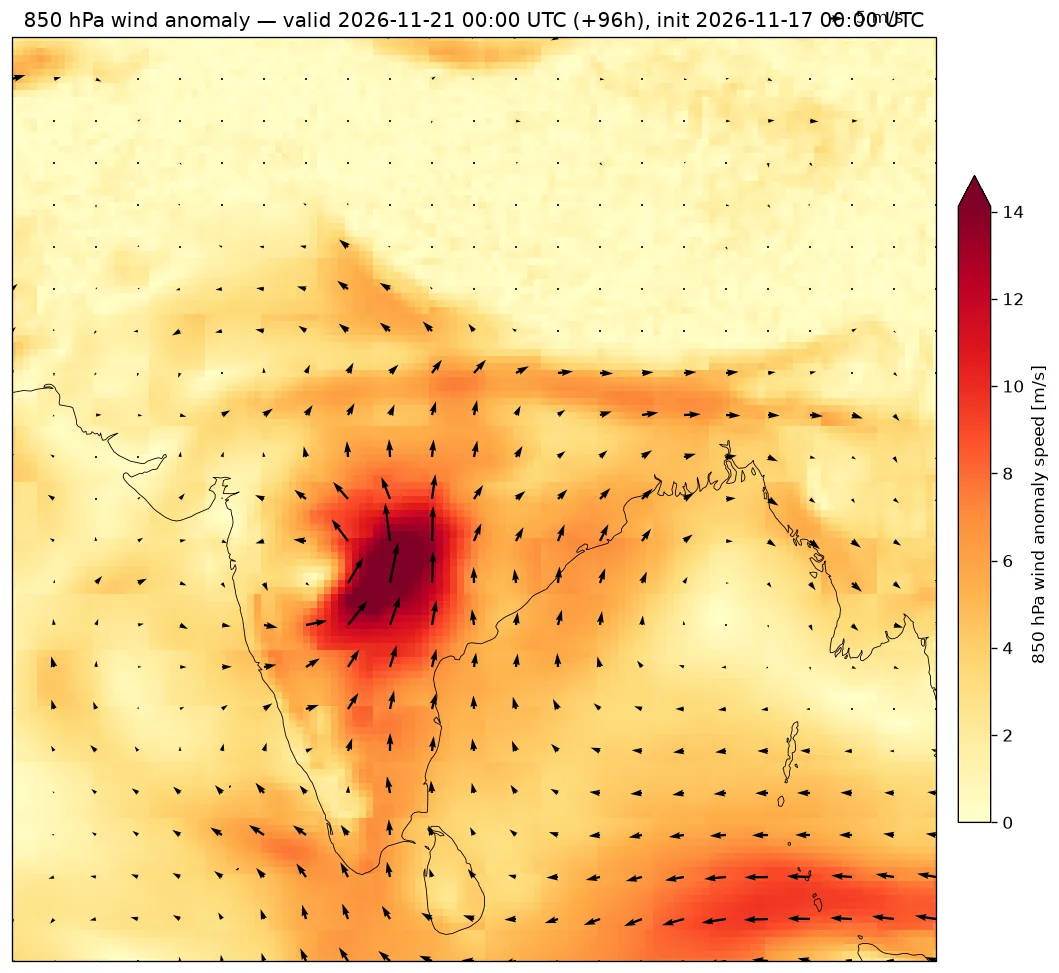 850 hPa wind anomaly — valid 2026-11-21 00:00 UTC (+96h), init 2026-11-17 00:00 UTC
5 m/s
14
12
10
8
6
4
2
0
850 hPa wind anomaly speed [m/s]